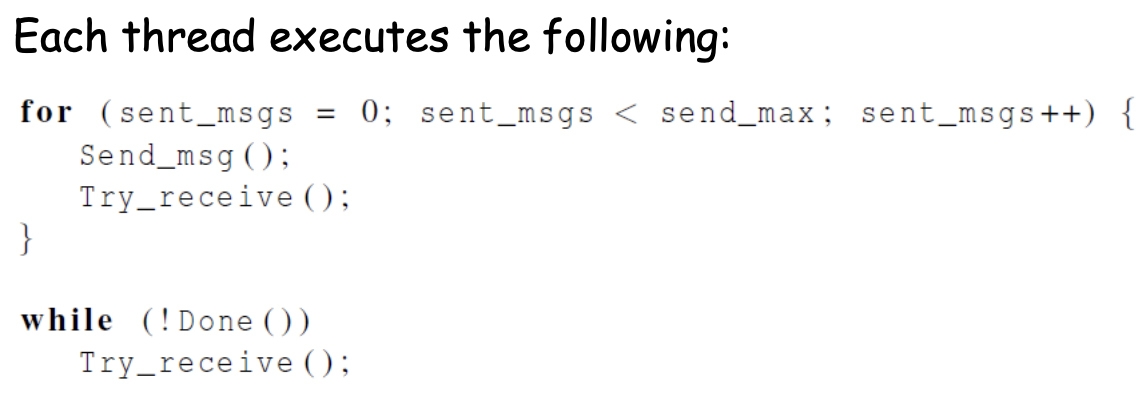 Each thread executes the following:
for (sent_msgs = 0; sent_msgs < send_max; sent_msgs++) {
Send_msg();
Try_receive();
}
while (!Done())
Try_receive();